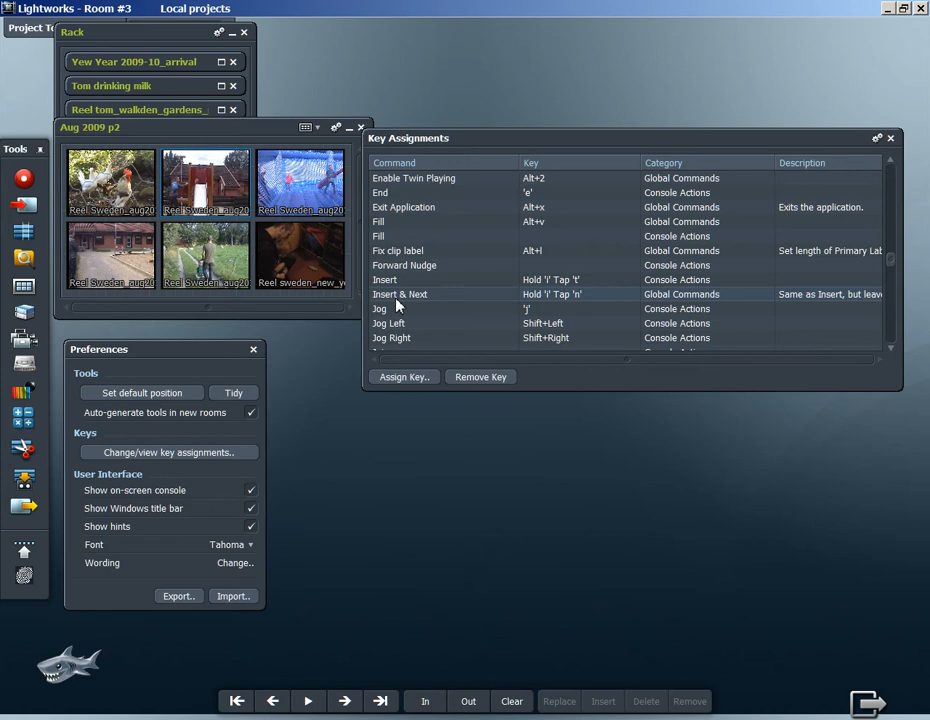 Lightworks - Room #3 Local projects
Project To
Rack
Yew Year 2009-10_arrival
Tom drinking milk
Reel tom_walkden_gardens_
Aug 2009 p2
Reel Sweden_aug20 Reel Sweden_aug20 Reel Sweden_aug20
Reel Sweden_aug20 Reel Sweden_aug20 Reel sweden_new_y
Tools
Key Assignments
Command Key Category Description
Enable Twin Playing Alt+2 Global Commands
End 'e' Console Actions
Exit Application Alt+x Global Commands Exits the application.
Fill Alt+v Global Commands
Fill Console Actions
Fix clip label Alt+l Global Commands Set length of Primary Lab
Forward Nudge Console Actions
Insert Hold 'i' Tap 't' Console Actions
Insert & Next Hold 'i' Tap 'n' Global Commands Same as Insert, but leav
Jog 'j' Console Actions
Jog Left Shift+Left Console Actions
Jog Right Shift+Right Console Actions
Assign Key.. Remove Key
Preferences
Tools
Set default position Tidy
Auto-generate tools in new rooms
Keys
Change/view key assignments..
User Interface
Show on-screen console
Show Windows title bar
Show hints
Font Tahoma
Wording Change..
Export.. Import..
In Out Clear Replace Insert Delete Remove